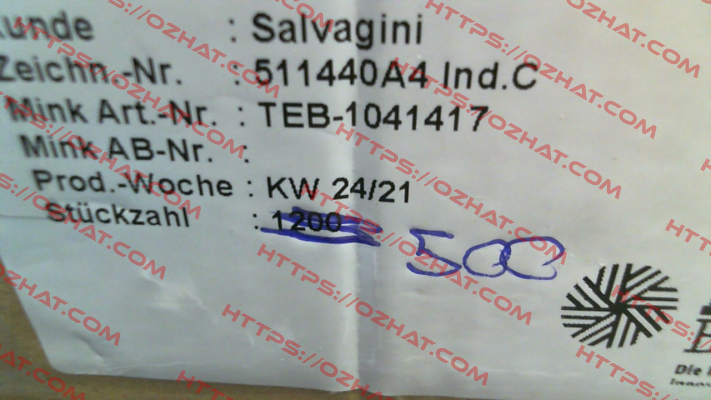 unde : Salvagini
Zeichn.-Nr. : 511440A4 Ind.C
Mink Art.-Nr. : TEB-1041417
Mink AB-Nr. :
Prod.-Woche : KW 24/21
Stückzahl : 1200 500
Die
HTTPS://OZHAT.COM